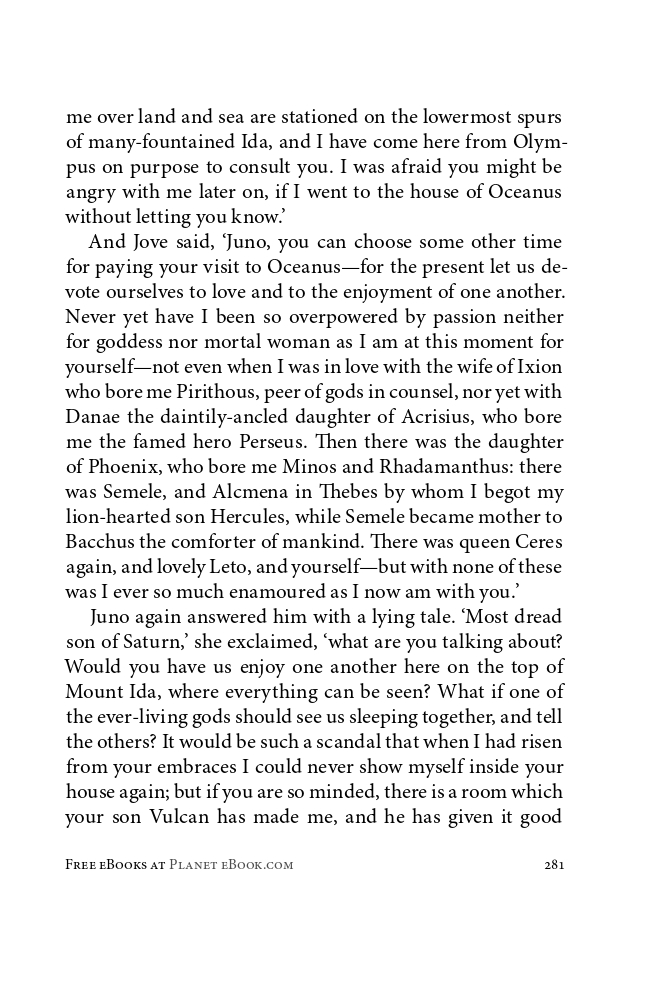 me over land and sea are stationed on the lowermost spurs
of many-fountained Ida, and I have come here from Olym-
pus on purpose to consult you. I was afraid you might be
angry with me later on, if I went to the house of Oceanus
without letting you know.’
And Jove said, ‘Juno, you can choose some other time
for paying your visit to Oceanus—for the present let us de-
vote ourselves to love and to the enjoyment of one another.
Never yet have I been so overpowered by passion neither
for goddess nor mortal woman as I am at this moment for
yourself—not even when I was in love with the wife of Ixion
who bore me Pirithous, peer of gods in counsel, nor yet with
Danae the daintily-ancled daughter of Acrisius, who bore
me the famed hero Perseus. Then there was the daughter
of Phoenix, who bore me Minos and Rhadamanthus: there
was Semele, and Alcmena in Thebes by whom I begot my
lion-hearted son Hercules, while Semele became mother to
Bacchus the comforter of mankind. There was queen Ceres
again, and lovely Leto, and yourself—but with none of these
was I ever so much enamoured as I now am with you.’
Juno again answered him with a lying tale. ‘Most dread
son of Saturn,’ she exclaimed, ‘what are you talking about?
Would you have us enjoy one another here on the top of
Mount Ida, where everything can be seen? What if one of
the ever-living gods should see us sleeping together, and tell
the others? It would be such a scandal that when I had risen
from your embraces I could never show myself inside your
house again; but if you are so minded, there is a room which
your son Vulcan has made me, and he has given it good
Free eBooks at Planet eBook.com 281